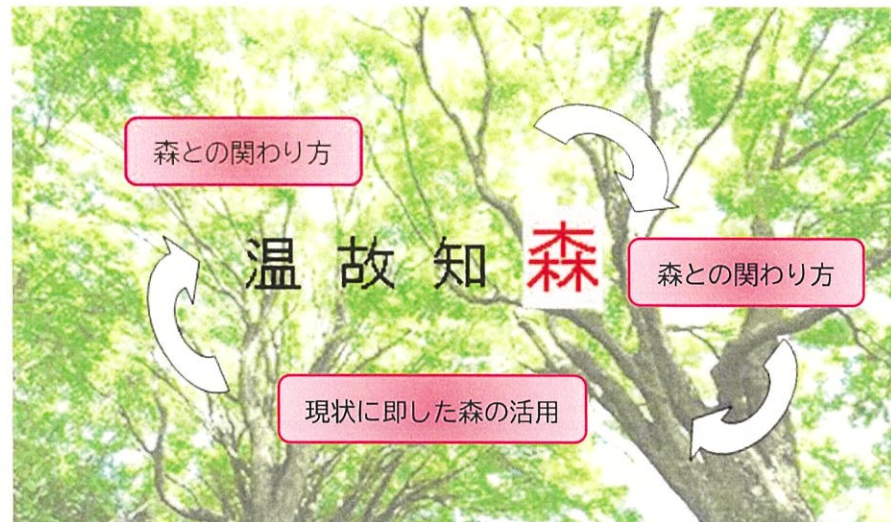 森との関わり方
温故知森
森との関わり方
現状に即した森の活用